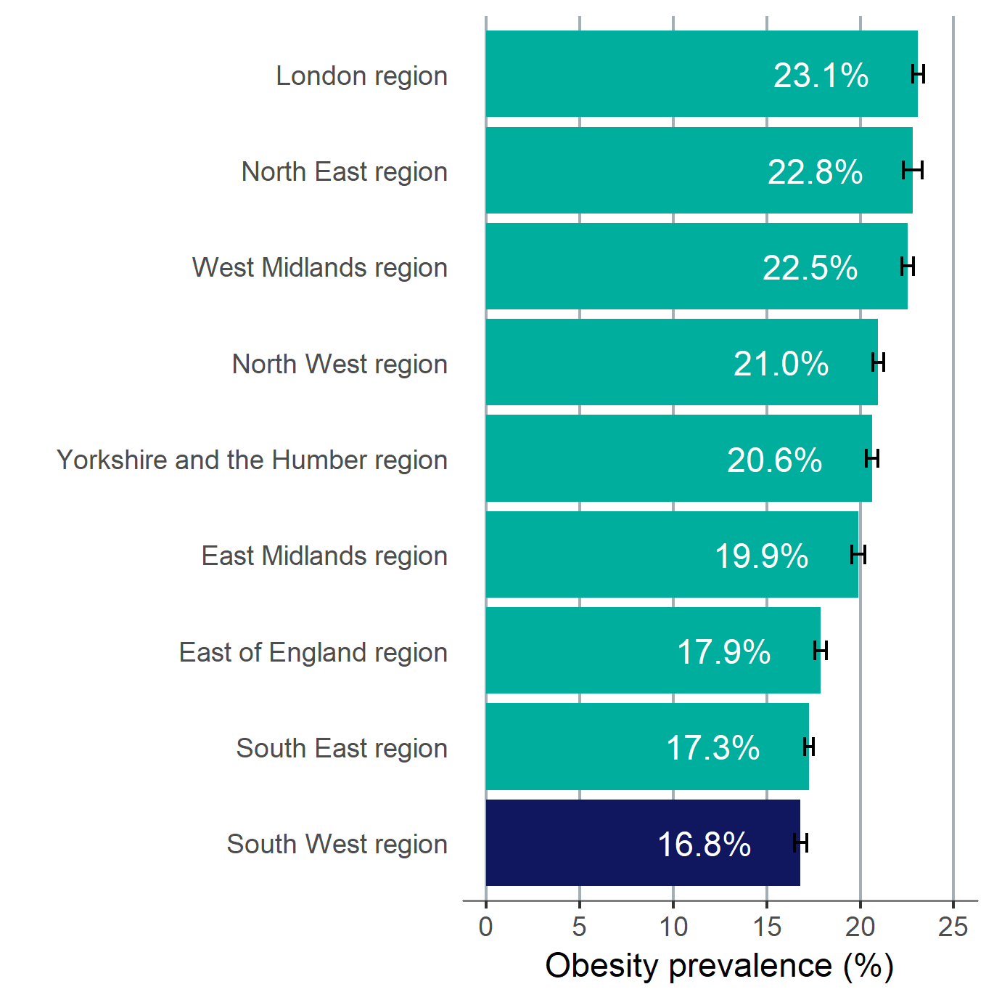 London region 23.1%
North East region 22.8%
West Midlands region 22.5%
North West region 21.0%
Yorkshire and the Humber region 20.6%
East Midlands region 19.9%
East of England region 17.9%
South East region 17.3%
South West region 16.8%
0 5 10 15 20 25
Obesity prevalence (%)